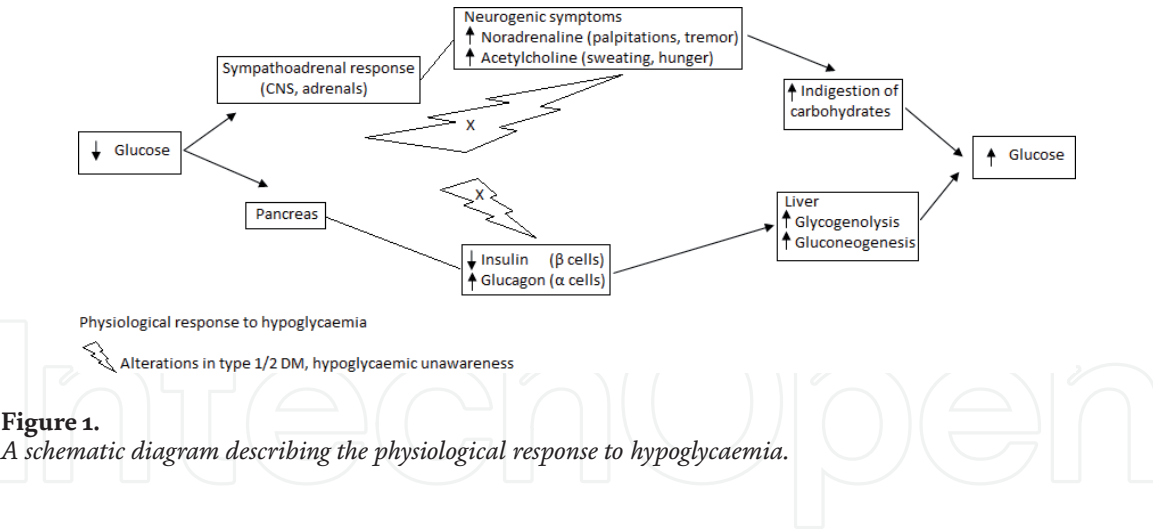 Neurogenic symptoms
↑ Noradrenaline (palpitations, tremor)
↑ Acetylcholine (sweating, hunger)
Sympathoadrenal response
(CNS, adrenals)
↑ Indigestion of
carbohydrates
X
↓ Glucose
↑ Glucose
X
Pancreas
Liver
↑ Glycogenolysis
↑ Gluconeogenesis
↓ Insulin (β cells)
↑ Glucagon (α cells)
Physiological response to hypoglycaemia
Alterations in type 1/2 DM, hypoglycaemic unawareness
IntechOpen
Figure 1.
A schematic diagram describing the physiological response to hypoglycaemia.